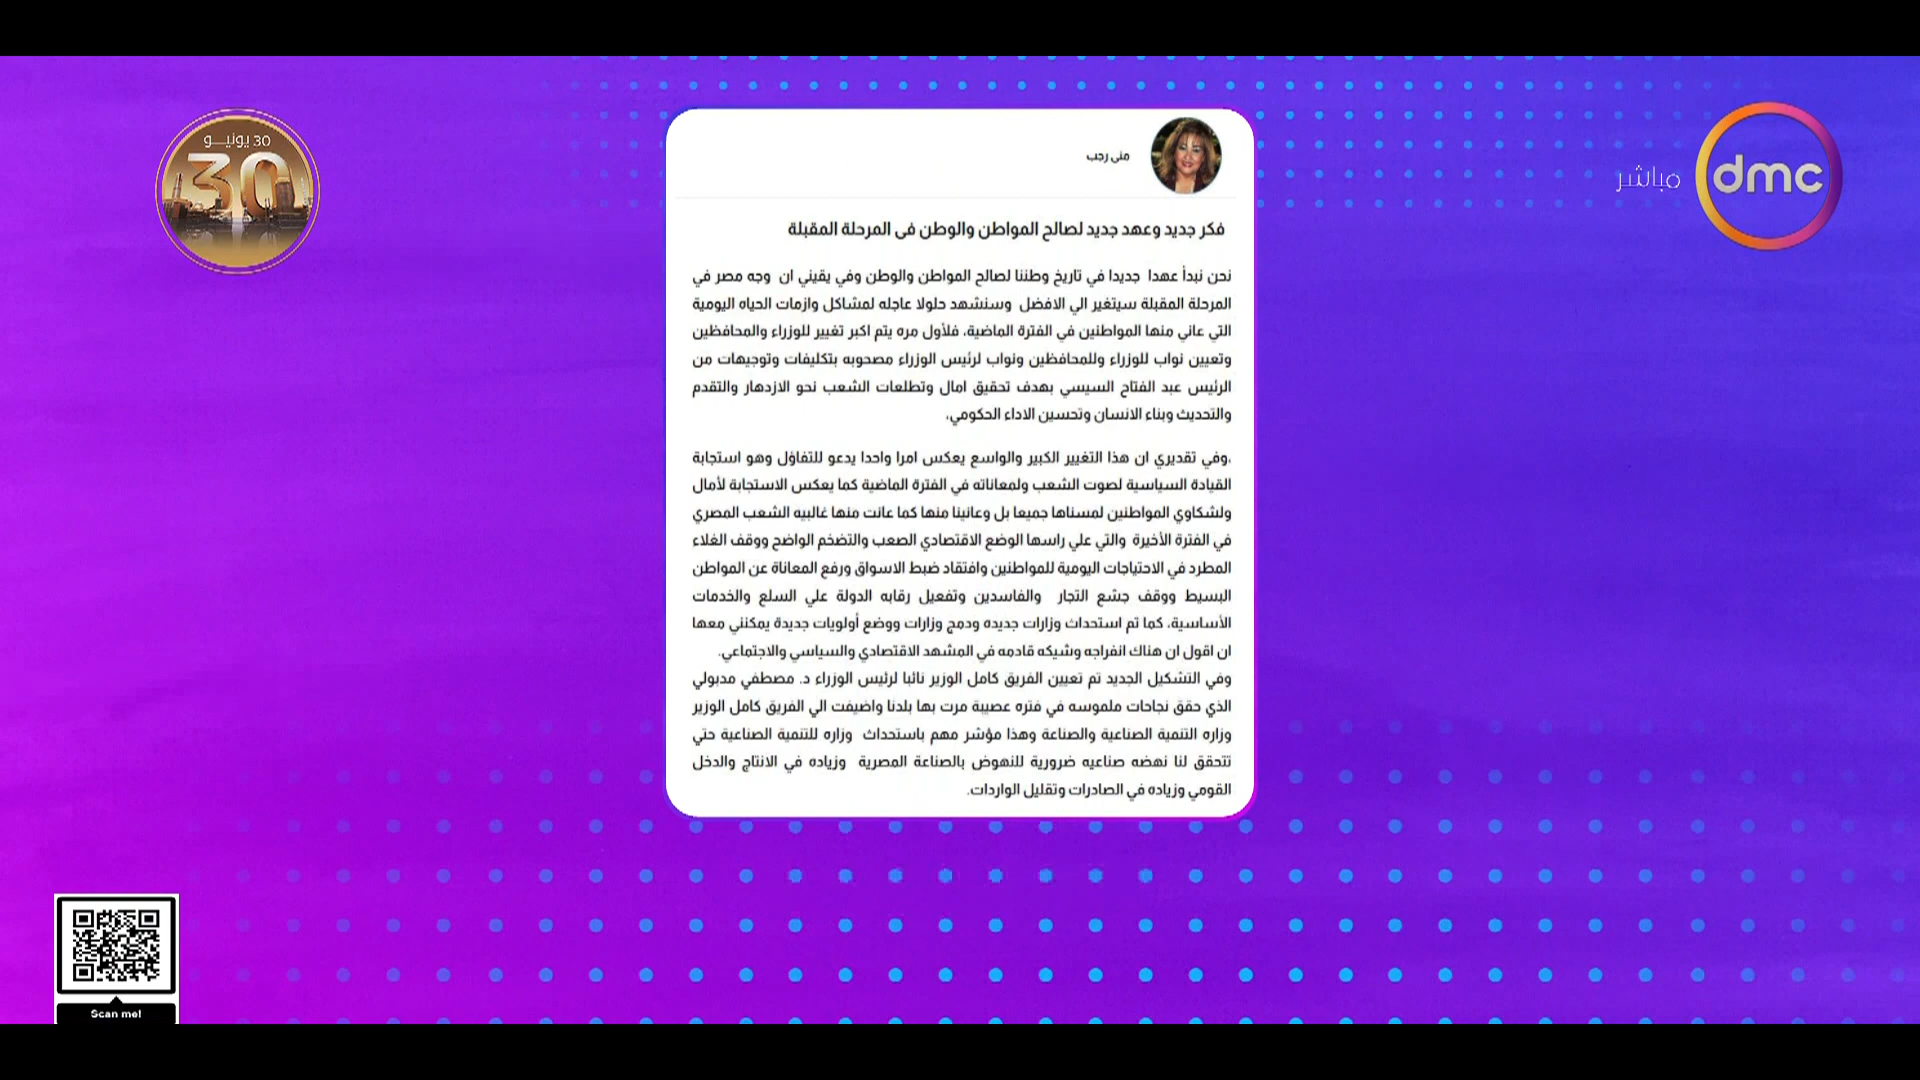 30 يونيــو
30
dmc
مباشر
منى رجب
فكر جديد وعهد جديد لصالح المواطن والوطن فى المرحلة المقبلة
نحن نبدأ عهدا جديدا في تاريخ وطننا لصالح المواطن والوطن وفي يقيني ان وجه مصر في
المرحلة المقبلة سيتغير الي الافضل وسنشهد حلولا عاجله لمشاكل وازمات الحياه اليومية
التي عاني منها المواطنين في الفترة الماضية، فلأول مره يتم اكبر تغيير للوزراء والمحافظين
وتعيين نواب للوزراء وللمحافظين ونواب لرئيس الوزراء مصحوبه بتكليفات وتوجيهات من
الرئيس عبد الفتاح السيسي بهدف تحقيق امال وتطلعات الشعب نحو الازدهار والتقدم
والتحديث وبناء الانسان وتحسين الاداء الحكومي،
،وفي تقديري ان هذا التغيير الكبير والواسع يعكس امرا واحدا يدعو للتفاؤل وهو استجابة
القيادة السياسية لصوت الشعب ولمعاناته في الفترة الماضية كما يعكس الاستجابة لأمال
ولشكاوي المواطنين لمسناها جميعا بل وعانينا منها كما عانت منها غالبيه الشعب المصري
في الفترة الأخيرة والتي علي راسها الوضع الاقتصادي الصعب والتضخم الواضح ووقف الغلاء
المطرد في الاحتياجات اليومية للمواطنين وافتقاد ضبط الاسواق ورفع المعاناة عن المواطن
البسيط ووقف جشع التجار والفاسدين وتفعيل رقابه الدولة علي السلع والخدمات
الأساسية، كما تم استحداث وزارات جديده ودمج وزارات ووضع أولويات جديدة يمكنني معها
ان اقول ان هناك انفراجه وشيكه قادمه في المشهد الاقتصادي والسياسي والاجتماعي.
وفي التشكيل الجديد تم تعيين الفريق كامل الوزير نائبا لرئيس الوزراء د. مصطفي مدبولي
الذي حقق نجاحات ملموسه في فتره عصيبة مرت بها بلدنا واضيفت الي الفريق كامل الوزير
وزاره التنمية الصناعية والصناعة وهذا مؤشر مهم باستحداث وزاره للتنمية الصناعية حتي
تتحقق لنا نهضه صناعيه ضرورية للنهوض بالصناعة المصرية وزياده في الانتاج والدخل
القومي وزياده في الصادرات وتقليل الواردات.
Scan me!